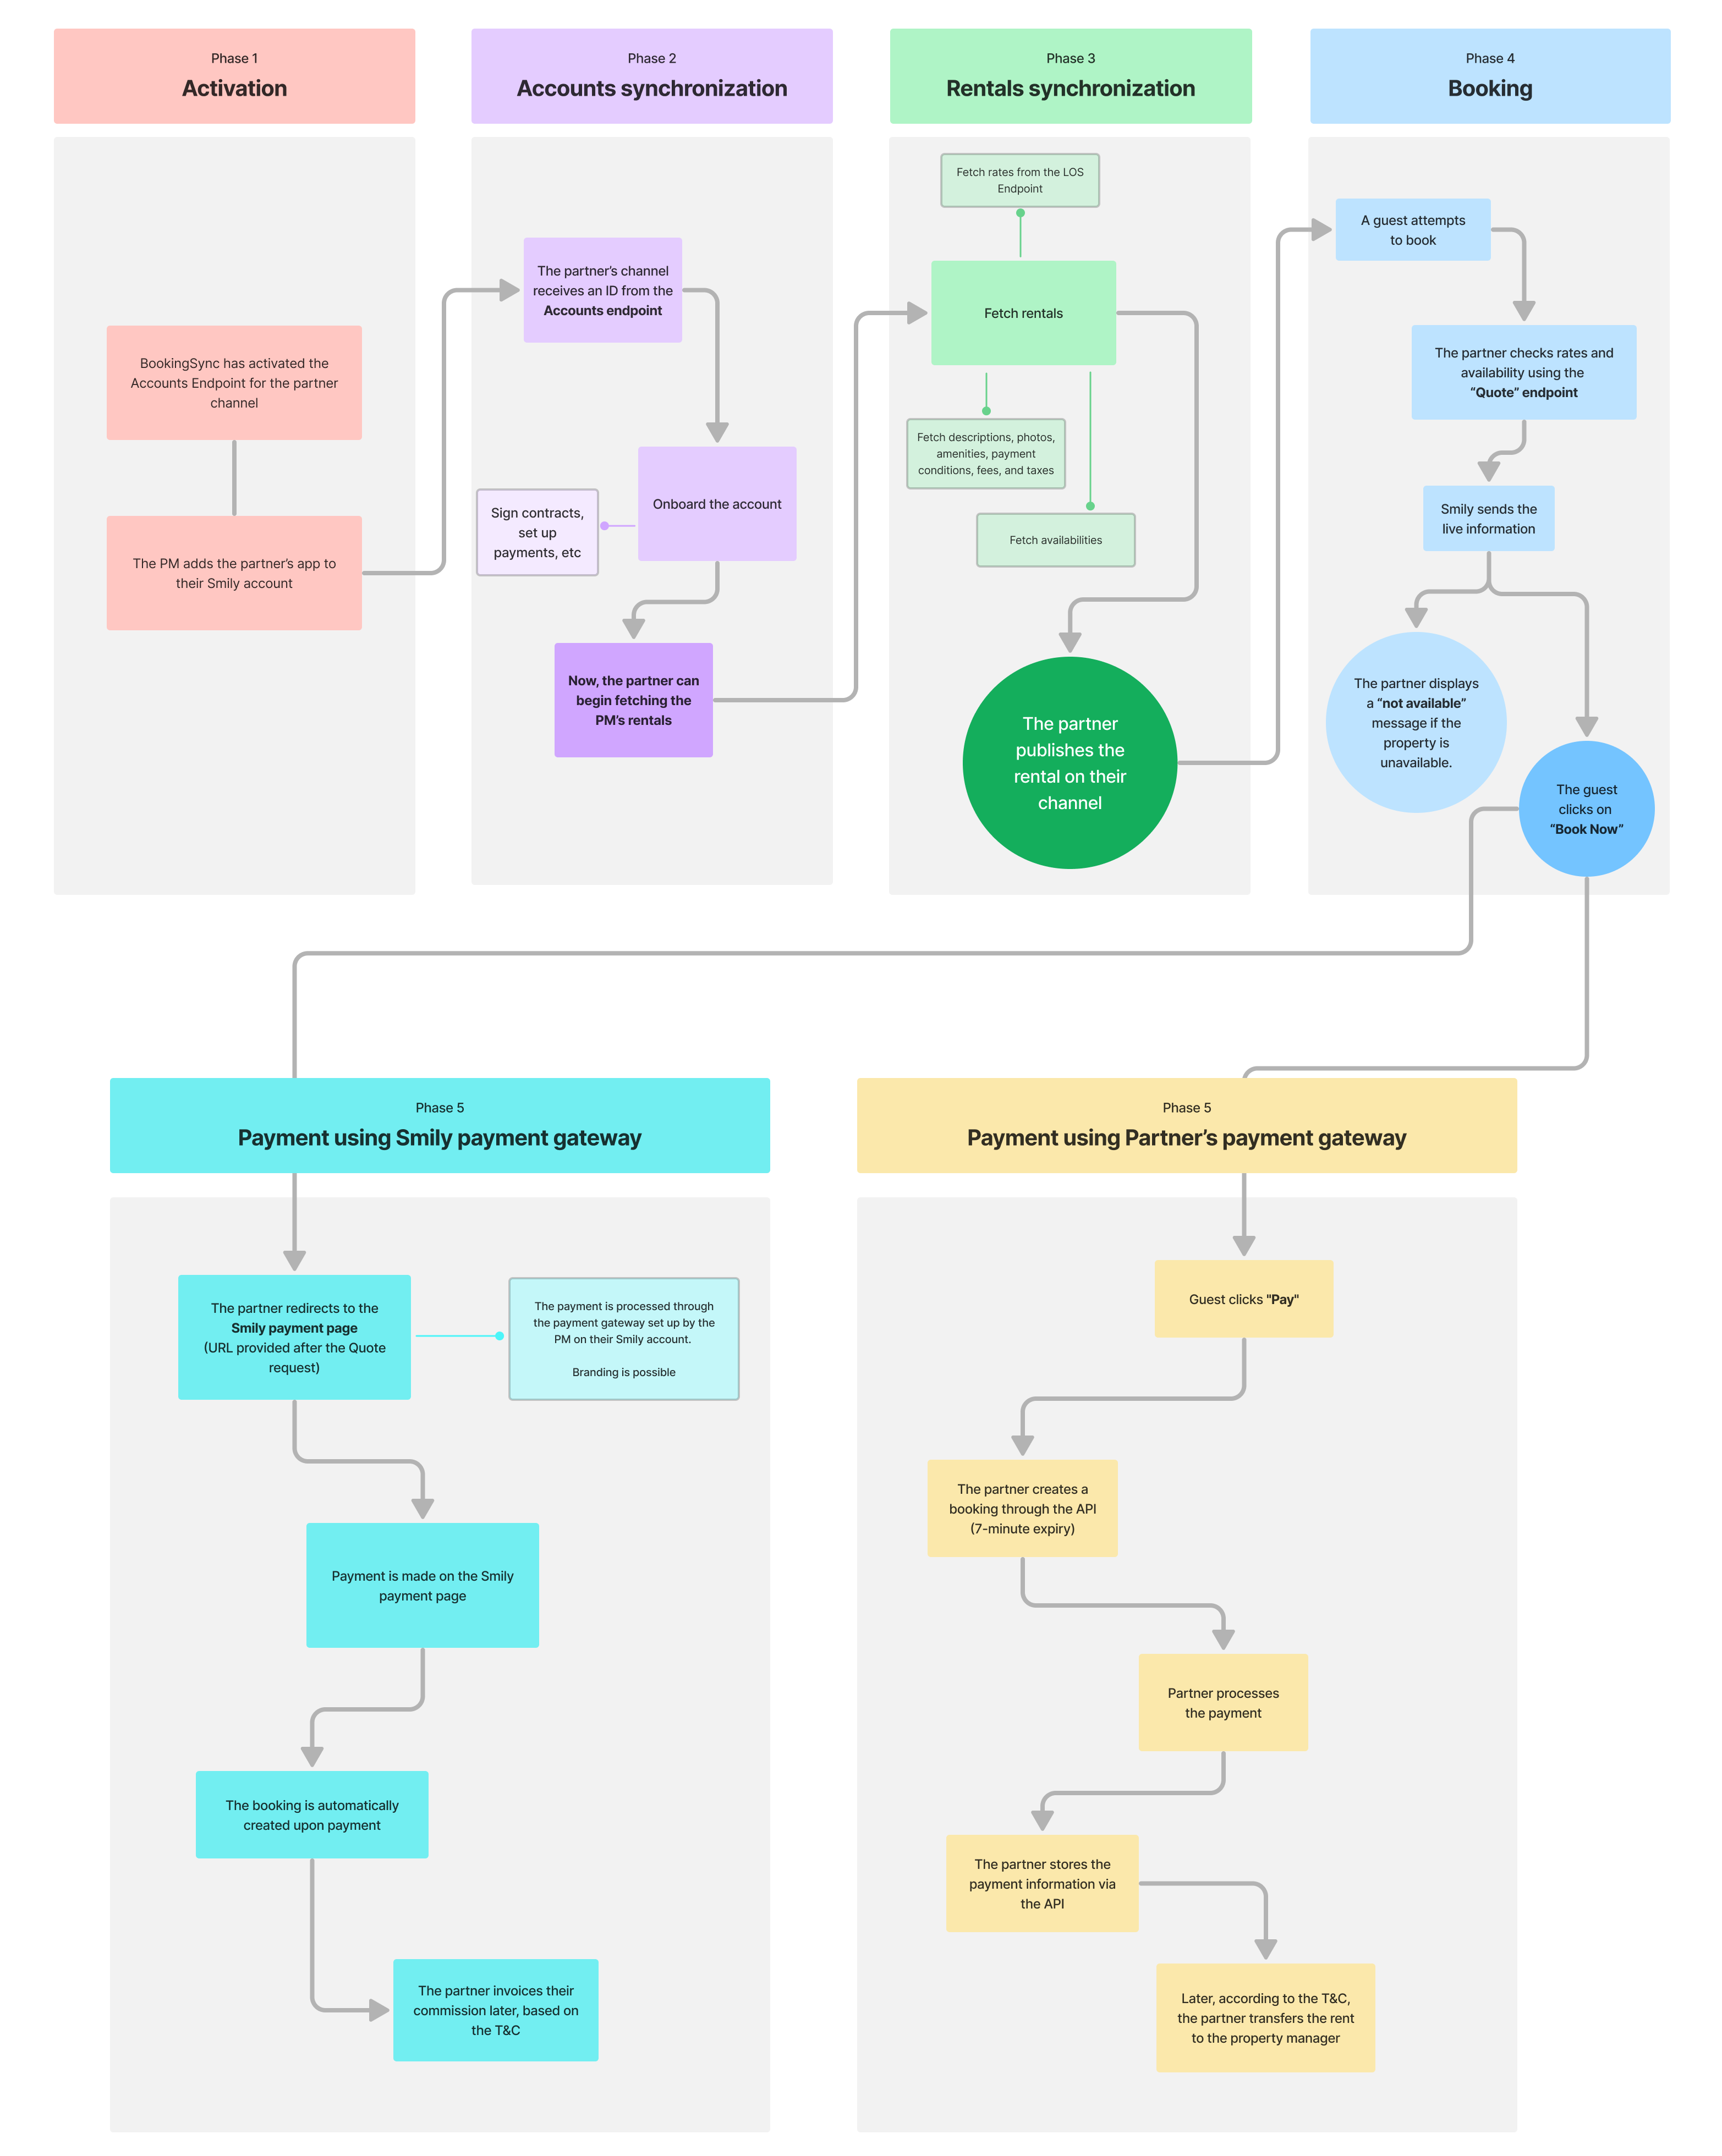 Phase 1
Activation
BookingSync has activated the
Accounts Endpoint for the partner
channel
The PM adds the partner’s app to
their Smily account
Phase 2
Accounts synchronization
The partner’s channel
receives an ID from the
Accounts endpoint
Onboard the account
Sign contracts,
set up
payments, etc
Now, the partner can
begin fetching the
PM’s rentals
Phase 3
Rentals synchronization
Fetch rates from the LOS
Endpoint
Fetch rentals
Fetch descriptions, photos,
amenities, payment
conditions, fees, and taxes
Fetch availabilities
The partner
publishes the
rental on their
channel
Phase 4
Booking
A guest attempts
to book
The partner checks rates and
availability using the
“Quote” endpoint
Smily sends the
live information
The partner displays
a “not available”
message if the
property is
unavailable.
The guest
clicks on
“Book Now”
Phase 5
Payment using Smily payment gateway
The partner redirects to the
Smily payment page
(URL provided after the Quote
request)
The payment is processed through
the payment gateway set up by the
PM on their Smily account.
Branding is possible
Payment is made on the Smily
payment page
The booking is automatically
created upon payment
The partner invoices their
commission later, based on
the T&C
Phase 5
Payment using Partner’s payment gateway
Guest clicks "Pay"
The partner creates a
booking through the API
(7-minute expiry)
Partner processes
the payment
The partner stores the
payment information via
the API
Later, according to the T&C,
the partner transfers the rent
to the property manager